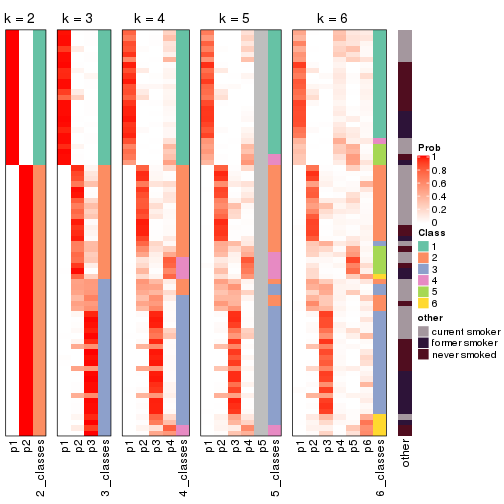 k = 2 k = 3 k = 4 k = 5 k = 6
Prob
1
0.8
0.6
0.4
0.2
0
Class
1
2
3
4
5
6
other
current smoker
former smoker
never smoked
p1 p2 2_classes p1 p2 p3 3_classes p1 p2 p3 p4 4_classes p1 p2 p3 p4 p5 5_classes p1 p2 p3 p4 p5 p6 6_classes other